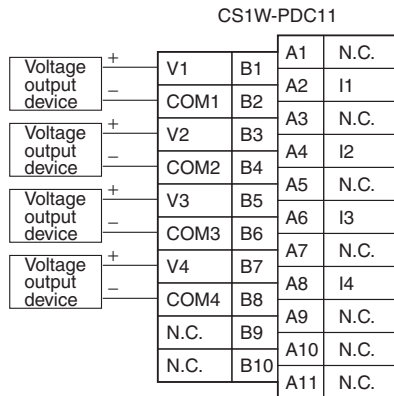 CS1W-PDC11
Voltage
output
device
+
−
Voltage
output
device
+
−
Voltage
output
device
+
−
Voltage
output
device
+
−
V1 B1
COM1 B2
V2 B3
COM2 B4
V3 B5
COM3 B6
V4 B7
COM4 B8
N.C. B9
N.C. B10
A1 N.C.
A2 I1
A3 N.C.
A4 I2
A5 N.C.
A6 I3
A7 N.C.
A8 I4
A9 N.C.
A10 N.C.
A11 N.C.